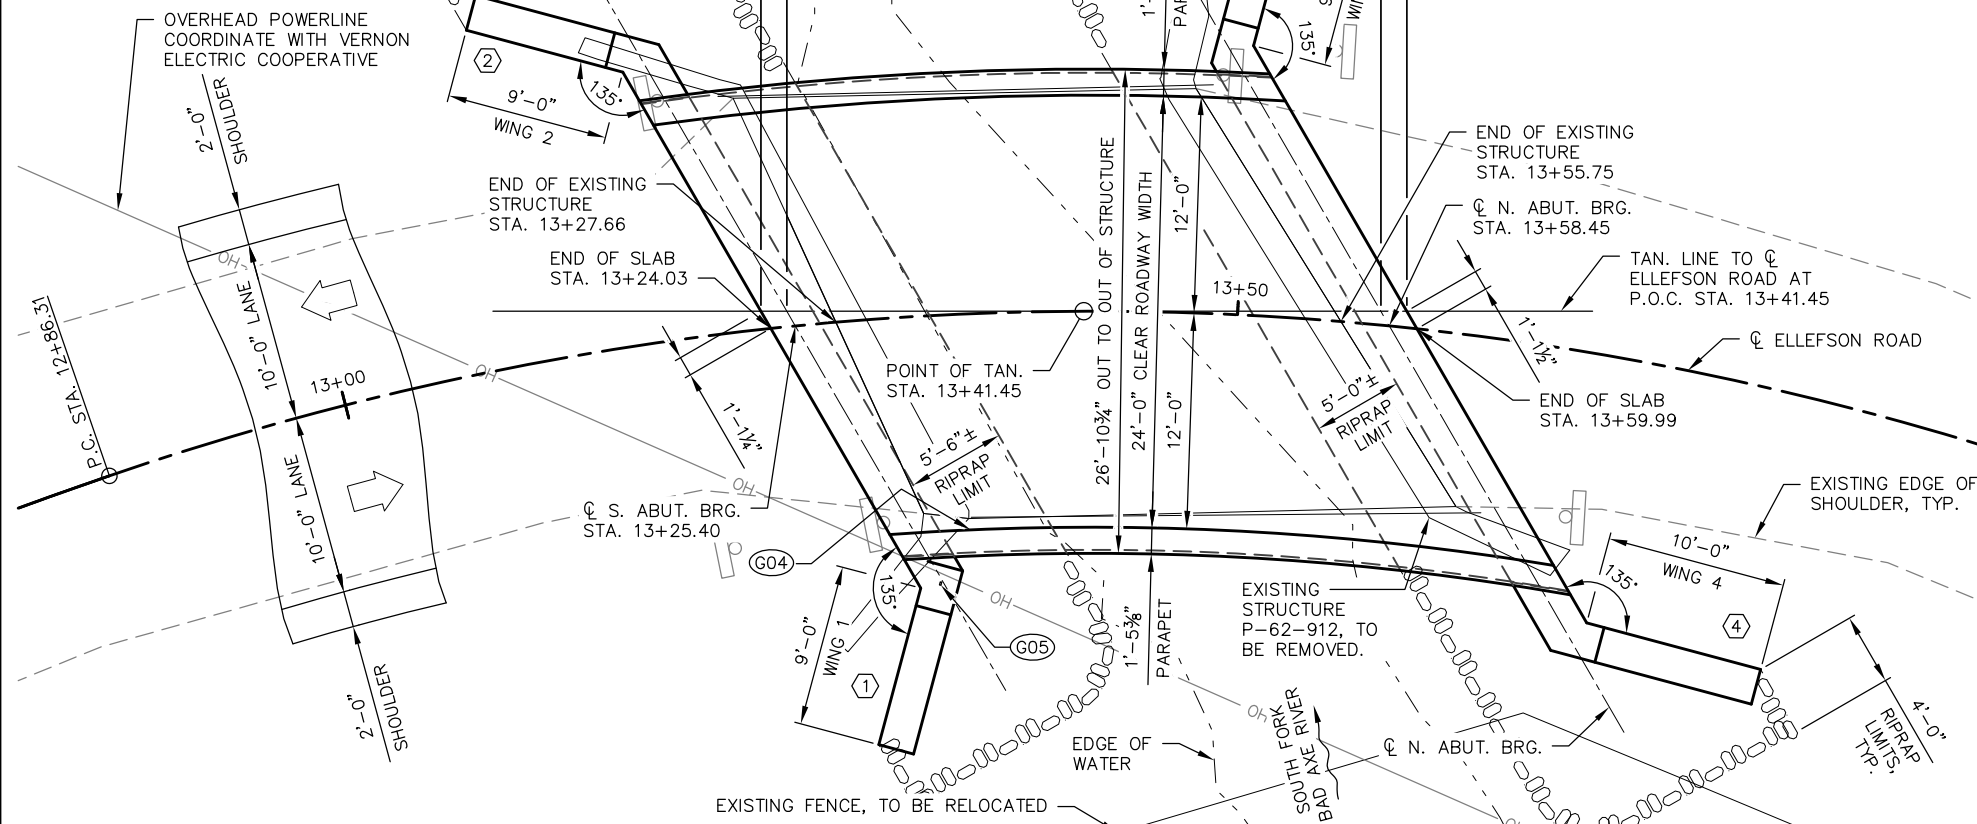 OVERHEAD POWERLINE
COORDINATE WITH VERNON
ELECTRIC COOPERATIVE
2'-0"
SHOULDER
10'-0" LANE
10'-0" LANE
2'-0"
SHOULDER
P.C. STA. 12+86.31
13+00
OH
OH
OH
OH
OH
2
9'-0"
WING 2
135°
END OF EXISTING
STRUCTURE
STA. 13+27.66
END OF SLAB
STA. 13+24.03
1'-1¼"
℄ S. ABUT. BRG.
STA. 13+25.40
POINT OF TAN.
STA. 13+41.45
5'-6"±
RIPRAP
LIMIT
26'-10¾" OUT TO OUT OF STRUCTURE
24'-0" CLEAR ROADWAY WIDTH
12'-0"
12'-0"
1'-5⅜"
PARAPET
13+50
135°
END OF EXISTING
STRUCTURE
STA. 13+55.75
℄ N. ABUT. BRG.
STA. 13+58.45
TAN. LINE TO ℄
ELLEFSON ROAD AT
P.O.C. STA. 13+41.45
1'-1½"
℄ ELLEFSON ROAD
5'-0"±
RIPRAP
LIMIT
END OF SLAB
STA. 13+59.99
EXISTING EDGE OF
SHOULDER, TYP.
G04
135°
9'-0"
WING 1
1
G05
EXISTING
STRUCTURE
P-62-912, TO
BE REMOVED.
135°
10'-0"
WING 4
4
4'-0"
RIPRAP
LIMITS,
TYP.
EDGE OF
WATER
SOUTH FORK
BAD AXE RIVER
℄ N. ABUT. BRG.
EXISTING FENCE, TO BE RELOCATED